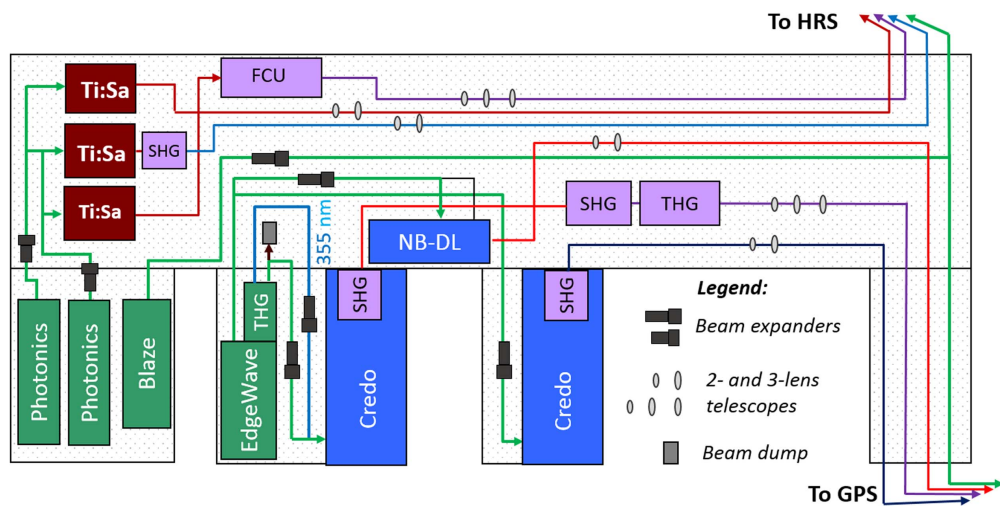 To HRS
FCU
Ti:Sa
Ti:Sa
SHG
Ti:Sa
SHG
THG
NB-DL
355 nm
Photonics
Photonics
Blaze
THG
EdgeWave
SHG
Credo
SHG
Credo
Legend:
Beam expanders
2- and 3-lens
telescopes
Beam dump
To GPS